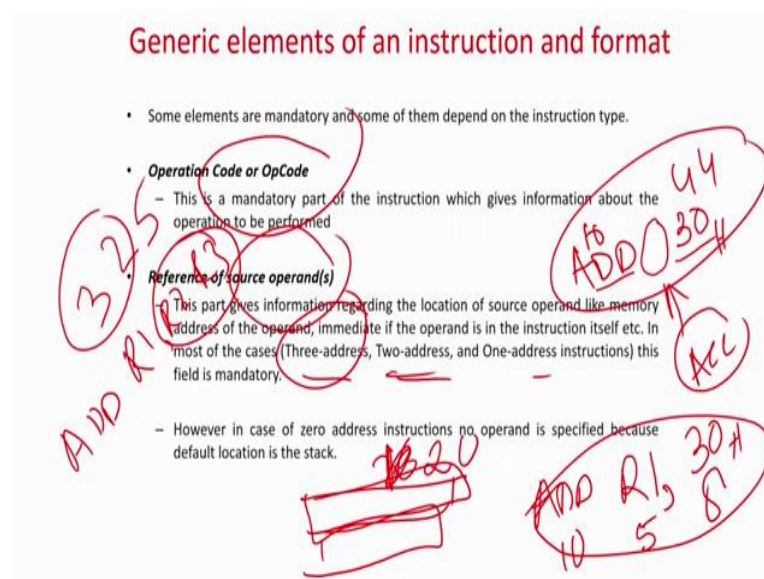 Generic elements of an instruction and format
• Some elements are mandatory and some of them depend on the instruction type.
• Operation Code or OpCode
– This is a mandatory part of the instruction which gives information about the
operation to be performed
• Reference of source operand(s)
– This part gives information regarding the location of source operand like memory
address of the operand, immediate if the operand is in the instruction itself etc. In
most of the cases (Three-address, Two-address, and One-address instructions) this
field is mandatory.
– However in case of zero address instructions no operand is specified because
default location is the stack.
325
ADD R1, R2 R3
44
10
ADD 30H
ACC
20
ADD R1, 30H
10 5 8